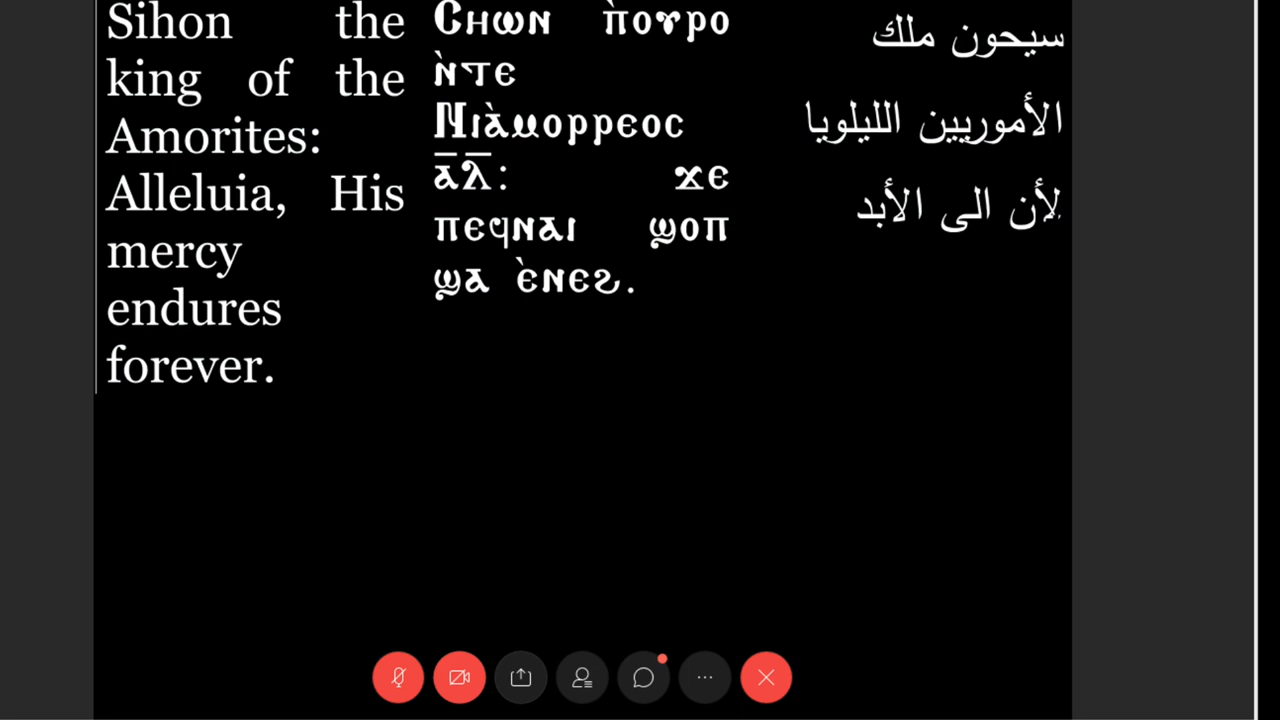 Sihon the
king of the
Amorites:
Alleluia, His
mercy
endures
forever.
Ⲥⲏⲱⲛ ⲡ̀ⲟⲩⲣⲟ
ⲛ̀ⲧⲉ
Ⲛⲓⲁ̀ⲙⲟⲣⲣⲉⲟⲥ
ⲁ̅ⲗ̅: ϫⲉ
ⲡⲉϥⲛⲁⲓ ϣⲟⲡ
ϣⲁ ⲉ̀ⲛⲉϩ.
سيحون ملك
الأموريين الليلويا
لأن الى الأبد